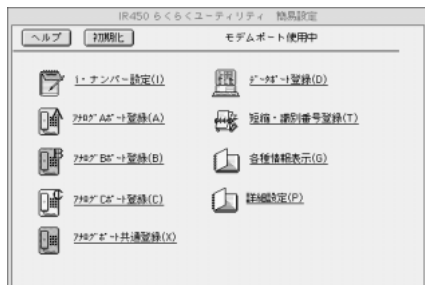 IR450 らくらくユーティリティ 簡易設定
ヘルプ 初期化 モデムポート使用中
i・ナンバー設定(I)
データポート登録(D)
アナログAポート登録(A)
短縮・識別番号登録(T)
アナログBポート登録(B)
各種情報表示(G)
アナログCポート登録(C)
詳細設定(P)
アナログポート共通登録(X)